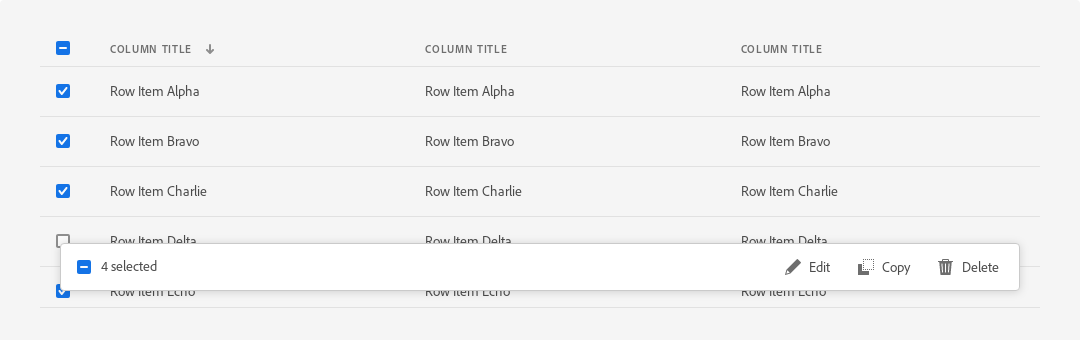 COLUMN TITLE COLUMN TITLE COLUMN TITLE
Row Item Alpha Row Item Alpha Row Item Alpha
Row Item Bravo Row Item Bravo Row Item Bravo
Row Item Charlie Row Item Charlie Row Item Charlie
Row Item Delta Row Item Delta Row Item Delta
4 selected Edit Copy Delete
Row Item Echo Row Item Echo Row Item Echo